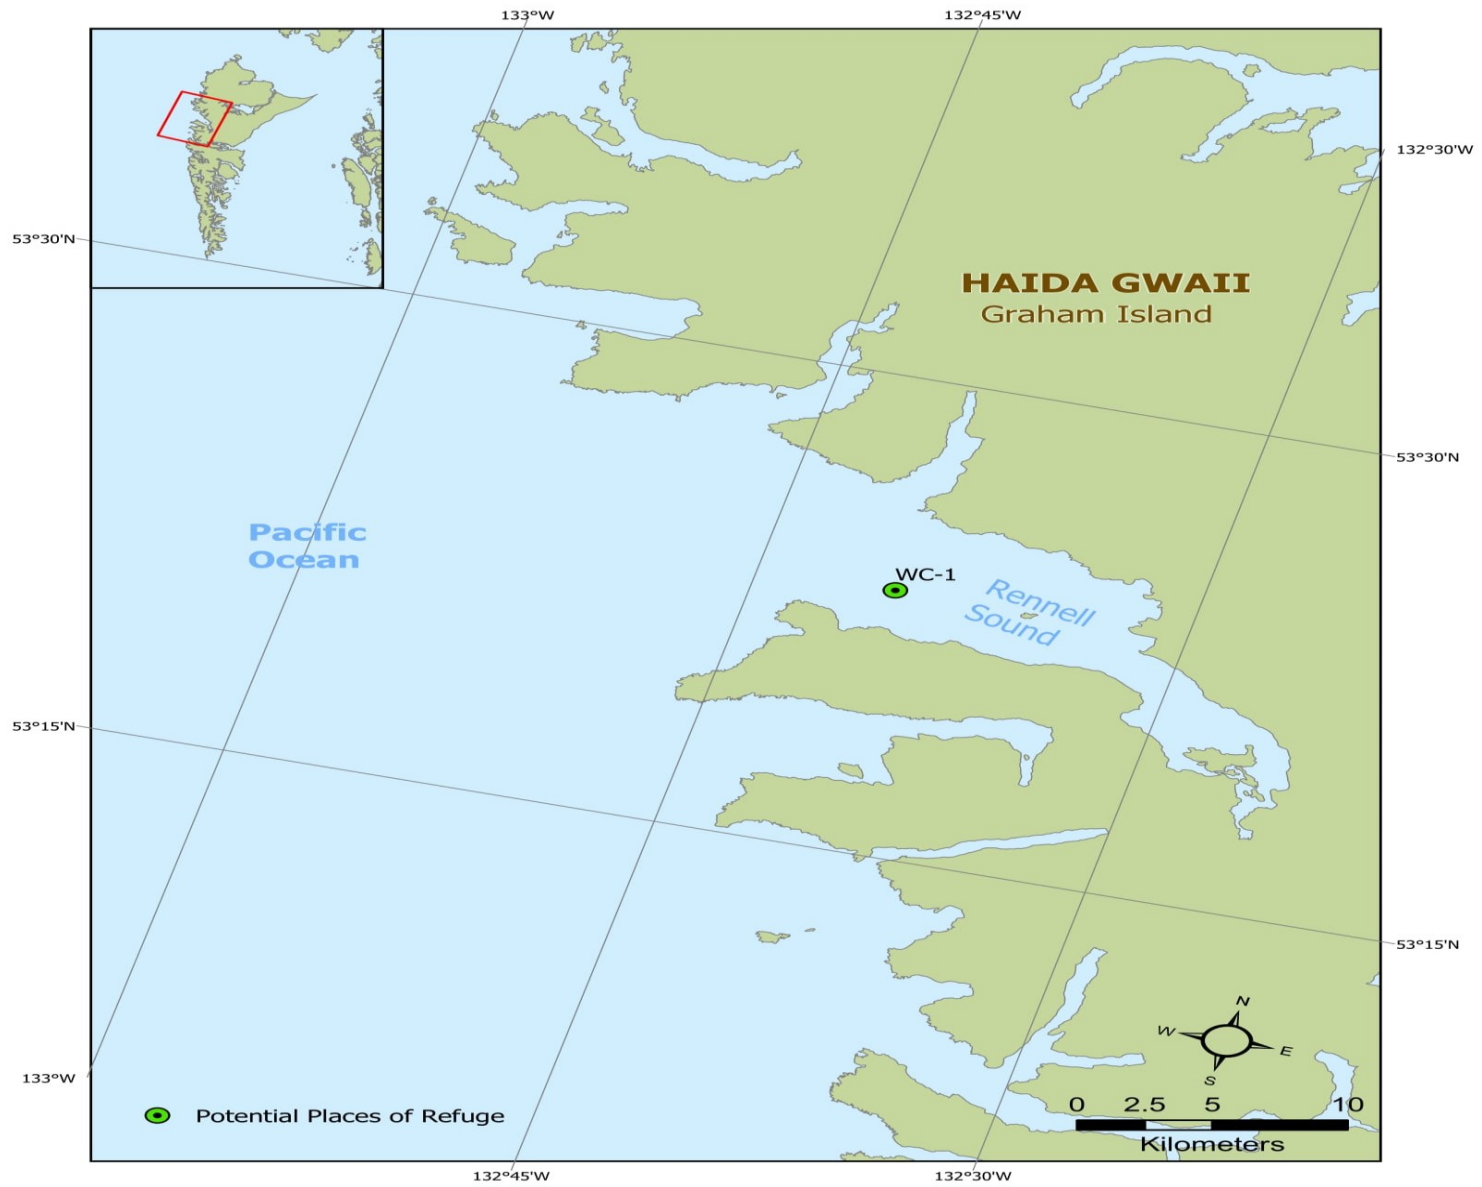 133°W
132°45'W
132°30'W
53°30'N
HAIDA GWAII
Graham Island
53°30'N
Pacific
Ocean
WC-1
Rennell
Sound
53°15'N
53°15'N
N
W
E
S
133°W
0 2.5 5 10
Kilometers
Potential Places of Refuge
132°45'W
132°30'W